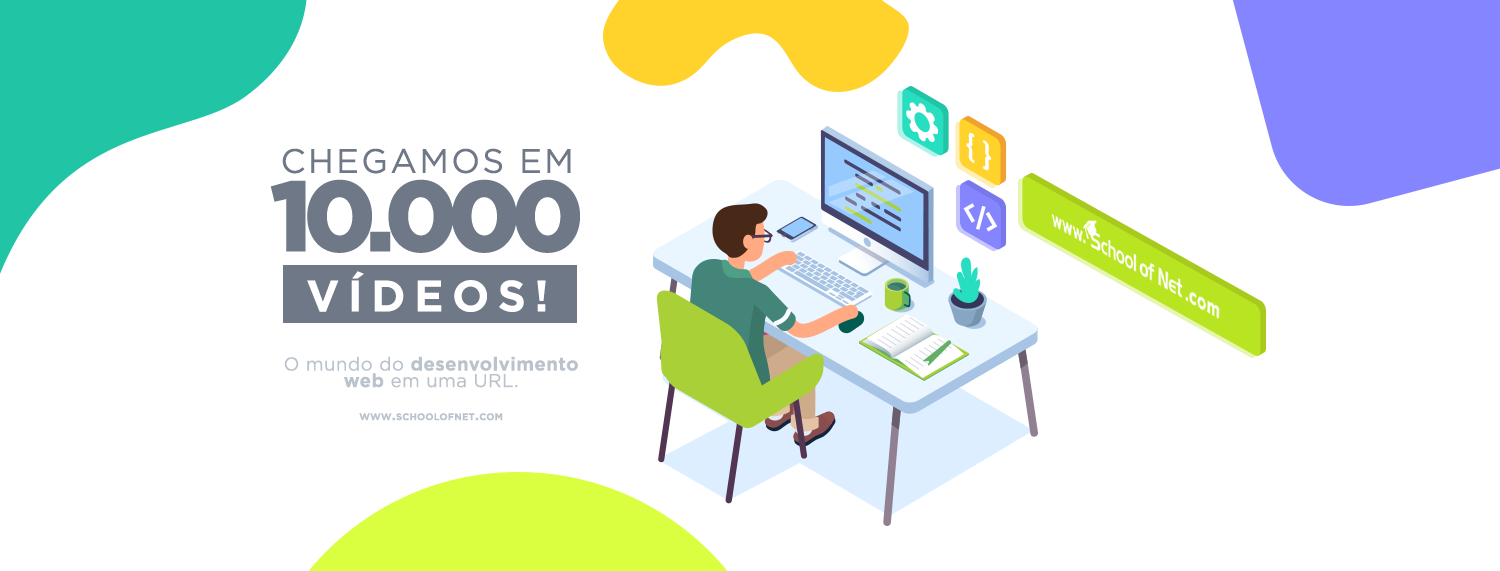 CHEGAMOS EM
10.000
VÍDEOS!
O mundo do desenvolvimento
web em uma URL.
WWW.SCHOOLOFNET.COM
{ }
</>
www.School of Net.com